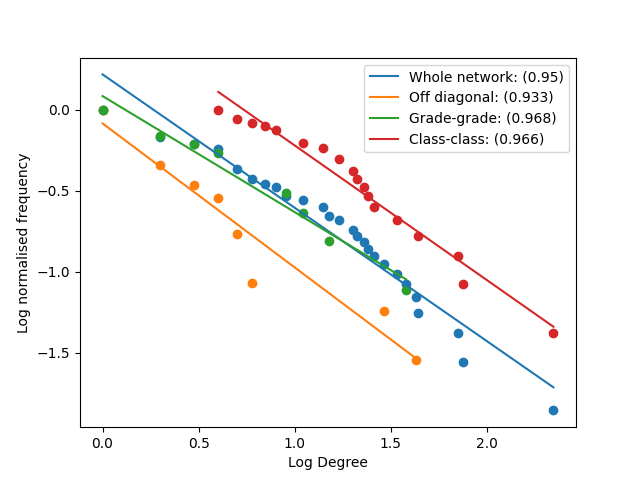 Whole network: (0.95)
Off diagonal: (0.933)
Grade-grade: (0.968)
Class-class: (0.966)
0.0
−0.5
−1.0
−1.5
Log normalised frequency
0.0 0.5 1.0 1.5 2.0
Log Degree